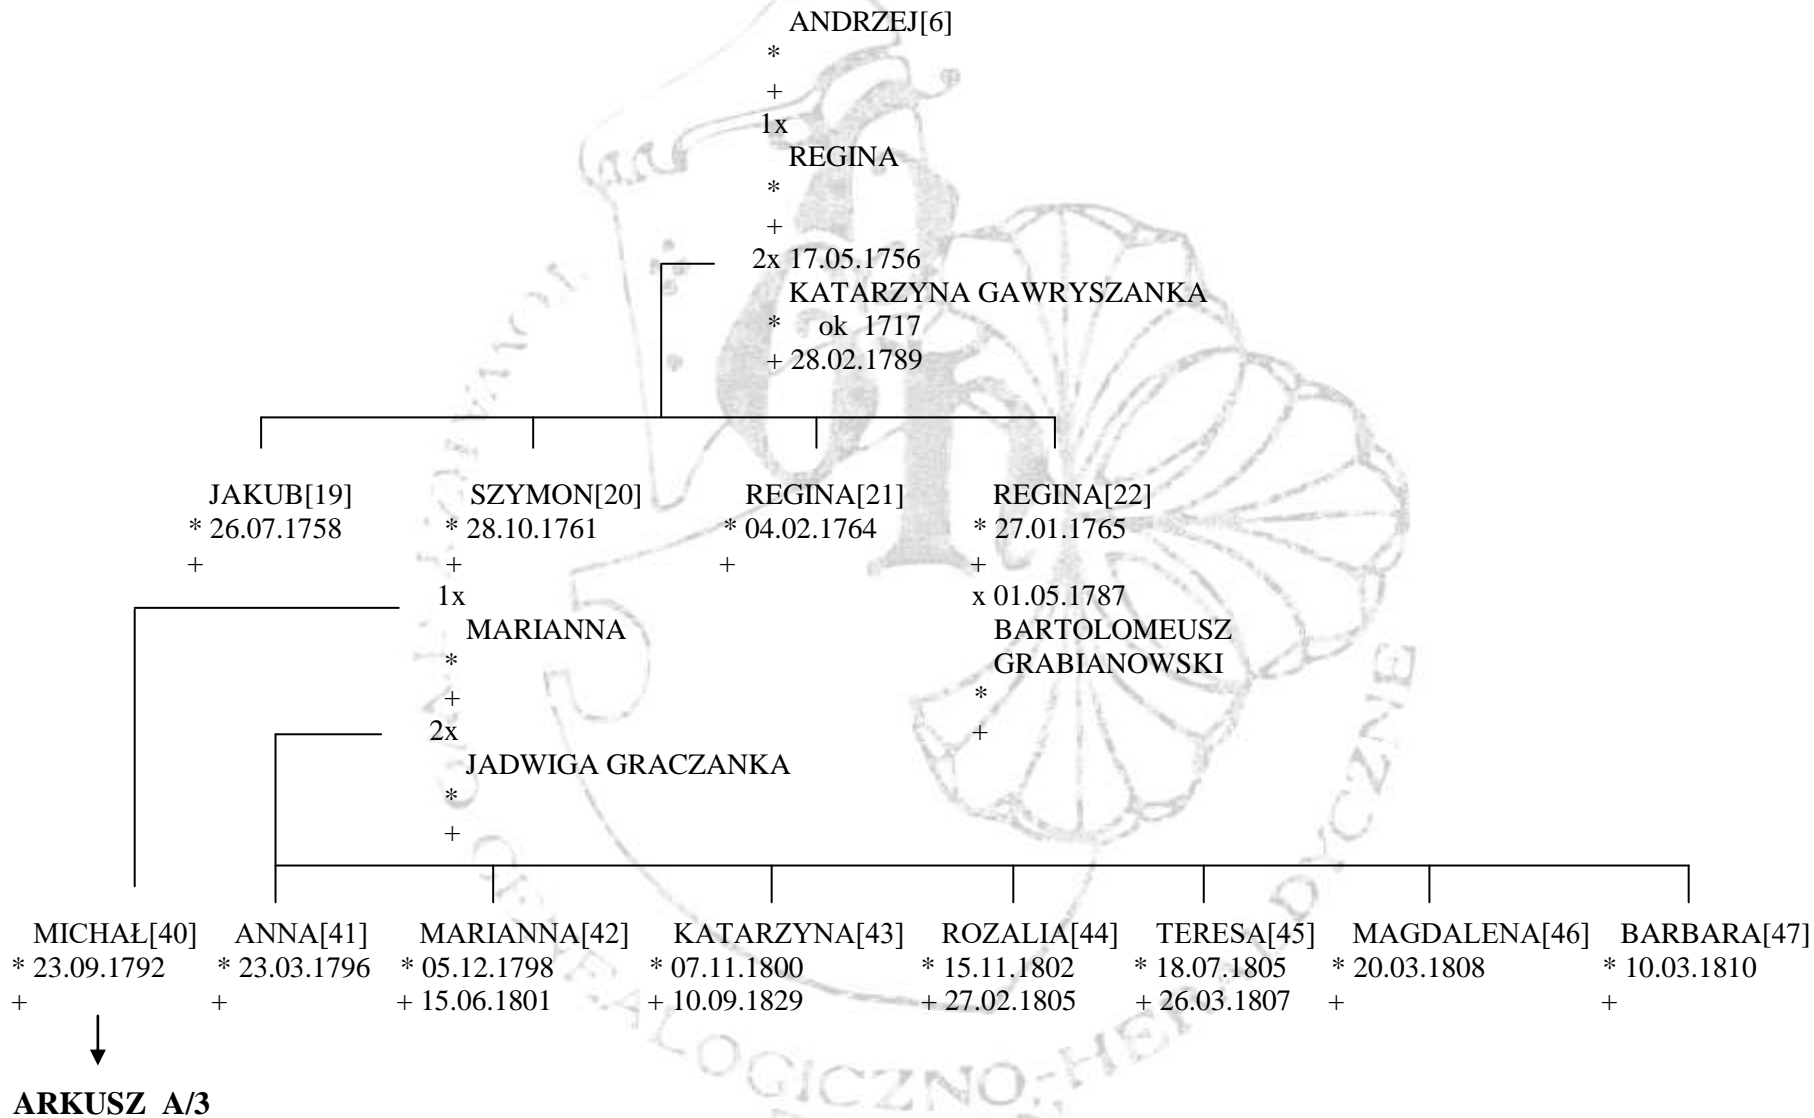 ANDRZEJ[6]
*
+
1x
REGINA
*
+
2x 17.05.1756
KATARZYNA GAWRYSZANKA
* ok 1717
+ 28.02.1789
JAKUB[19] SZYMON[20] REGINA[21] REGINA[22]
* 26.07.1758 * 28.10.1761 * 04.02.1764 * 27.01.1765
+ + + +
1x x 01.05.1787
MARIANNA BARTOLOMEUSZ
* GRABIANOWSKI
+ *
2x +
JADWIGA GRACZANKA
*
+
MICHAŁ[40] ANNA[41] MARIANNA[42] KATARZYNA[43] ROZALIA[44] TERESA[45] MAGDALENA[46] BARBARA[47]
* 23.09.1792 * 23.03.1796 * 05.12.1798 * 07.11.1800 * 15.11.1802 * 18.07.1805 * 20.03.1808 * 10.03.1810
+ + + 15.06.1801 + 10.09.1829 + 27.02.1805 + 26.03.1807 + +
ARKUSZ A/3